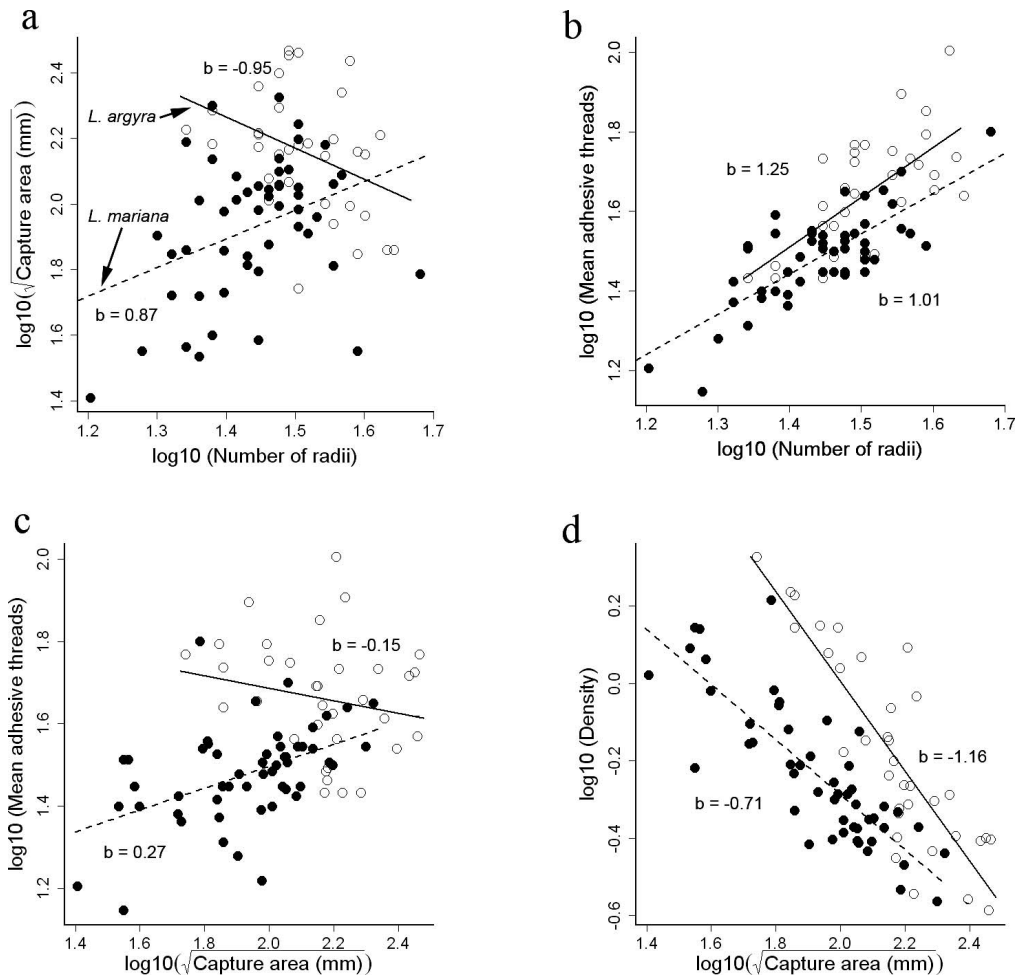 a
log10(√Capture area (mm))
2.4
2.2
2.0
1.8
1.6
1.4
b = -0.95
L. argyra
L. mariana
b = 0.87
1.2 1.3 1.4 1.5 1.6 1.7
log10 (Number of radii)
b
log10 (Mean adhesive threads)
2.0
1.8
1.6
1.4
1.2
b = 1.25
b = 1.01
1.2 1.3 1.4 1.5 1.6 1.7
log10 (Number of radii)
c
log10 (Mean adhesive threads)
2.0
1.8
1.6
1.4
1.2
b = -0.15
b = 0.27
1.4 1.6 1.8 2.0 2.2 2.4
log10(√Capture area (mm))
d
log10 (Density)
0.2
0.0
-0.2
-0.4
-0.6
b = -1.16
b = -0.71
1.4 1.6 1.8 2.0 2.2 2.4
log10(√Capture area (mm))